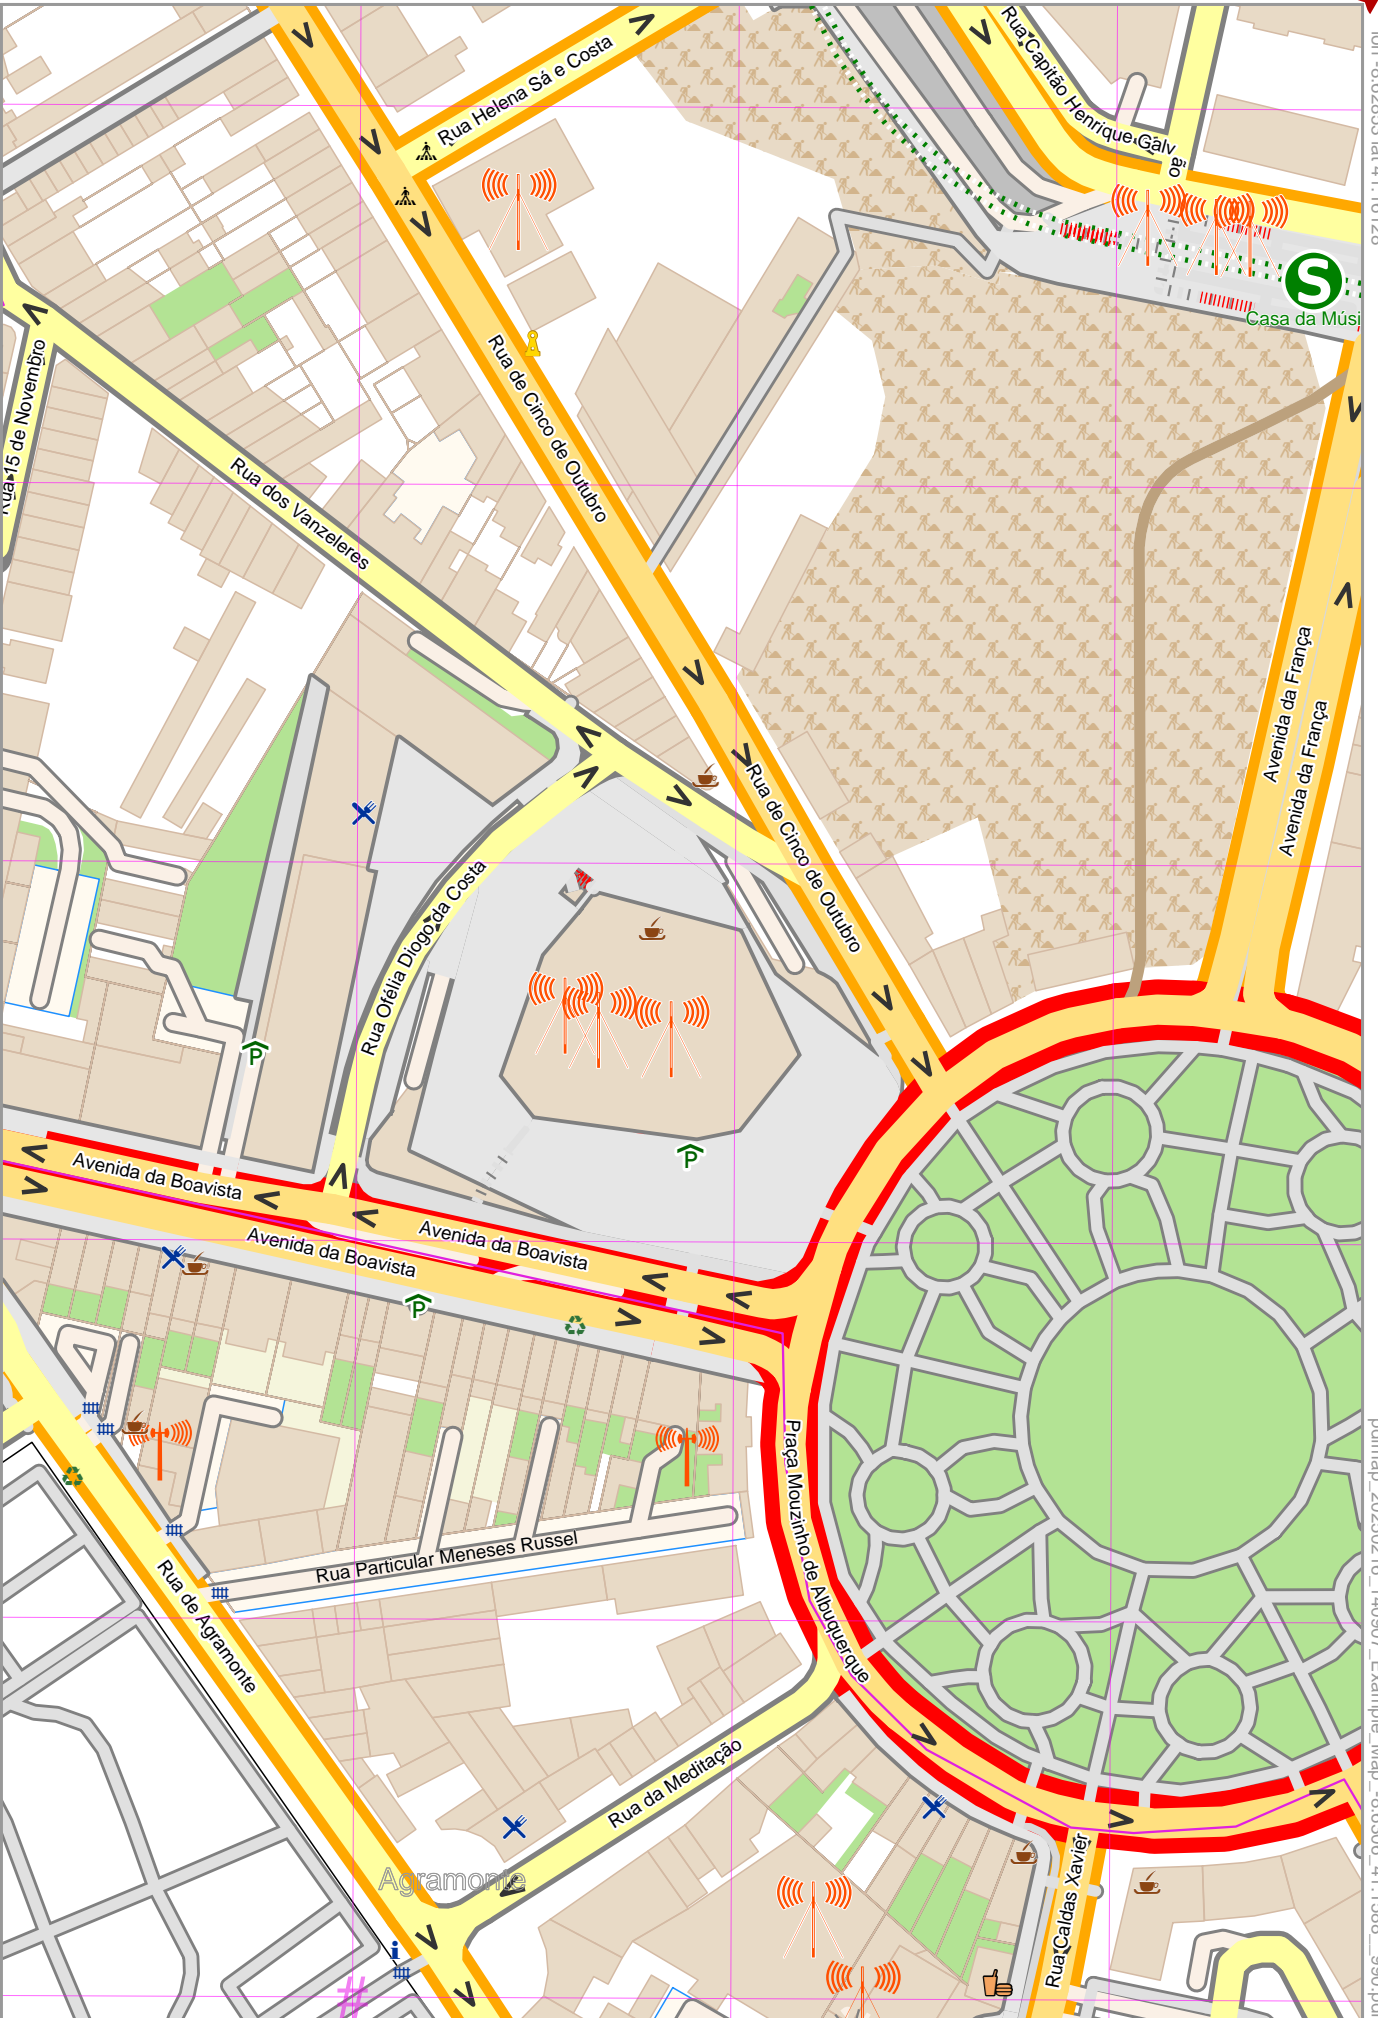 Rua Capitão Henrique Galvão
Rua Helena Sá e Costa
S
Casa da Músi
Rua 15 de Novembro
Rua de Cinco de Outubro
Rua dos Vanzeleres
Avenida da França
Avenida da França
Rua de Cinco de Outubro
Rua Ofélia Diogo da Costa
P
P
Avenida da Boavista
Avenida da Boavista
Avenida da Boavista
P
Praça Mouzinho de Albuquerque
Rua Particular Meneses Russel
Rua de Agramonte
Rua da Meditação
Agramonte
Rua Caldas Xavier
i
#